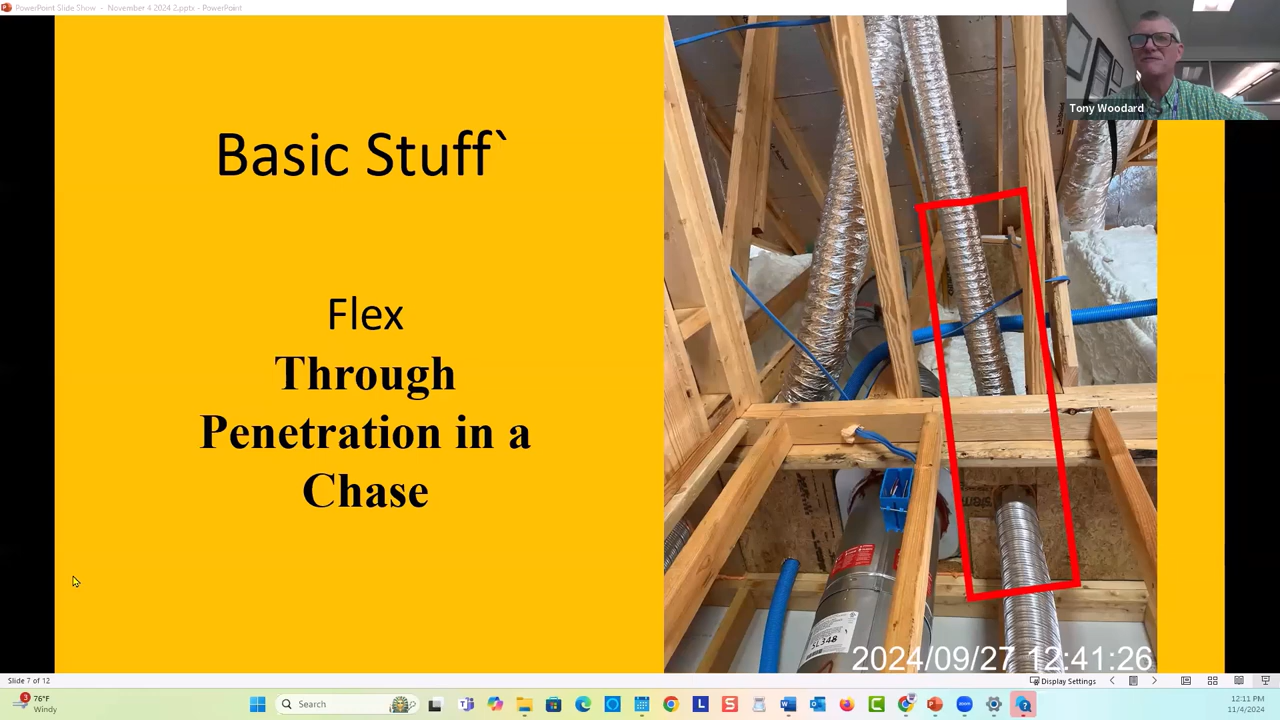 PowerPoint Slide Show - November 4 2024 2.pptx - PowerPoint
Tony Woodard
Basic Stuff`
Flex
Through
Penetration in a
Chase
SL348
2024/09/27 12:41:26
Slide 7 of 12
Display Settings
3
76°F
Windy
Search
12:11 PM
11/4/2024